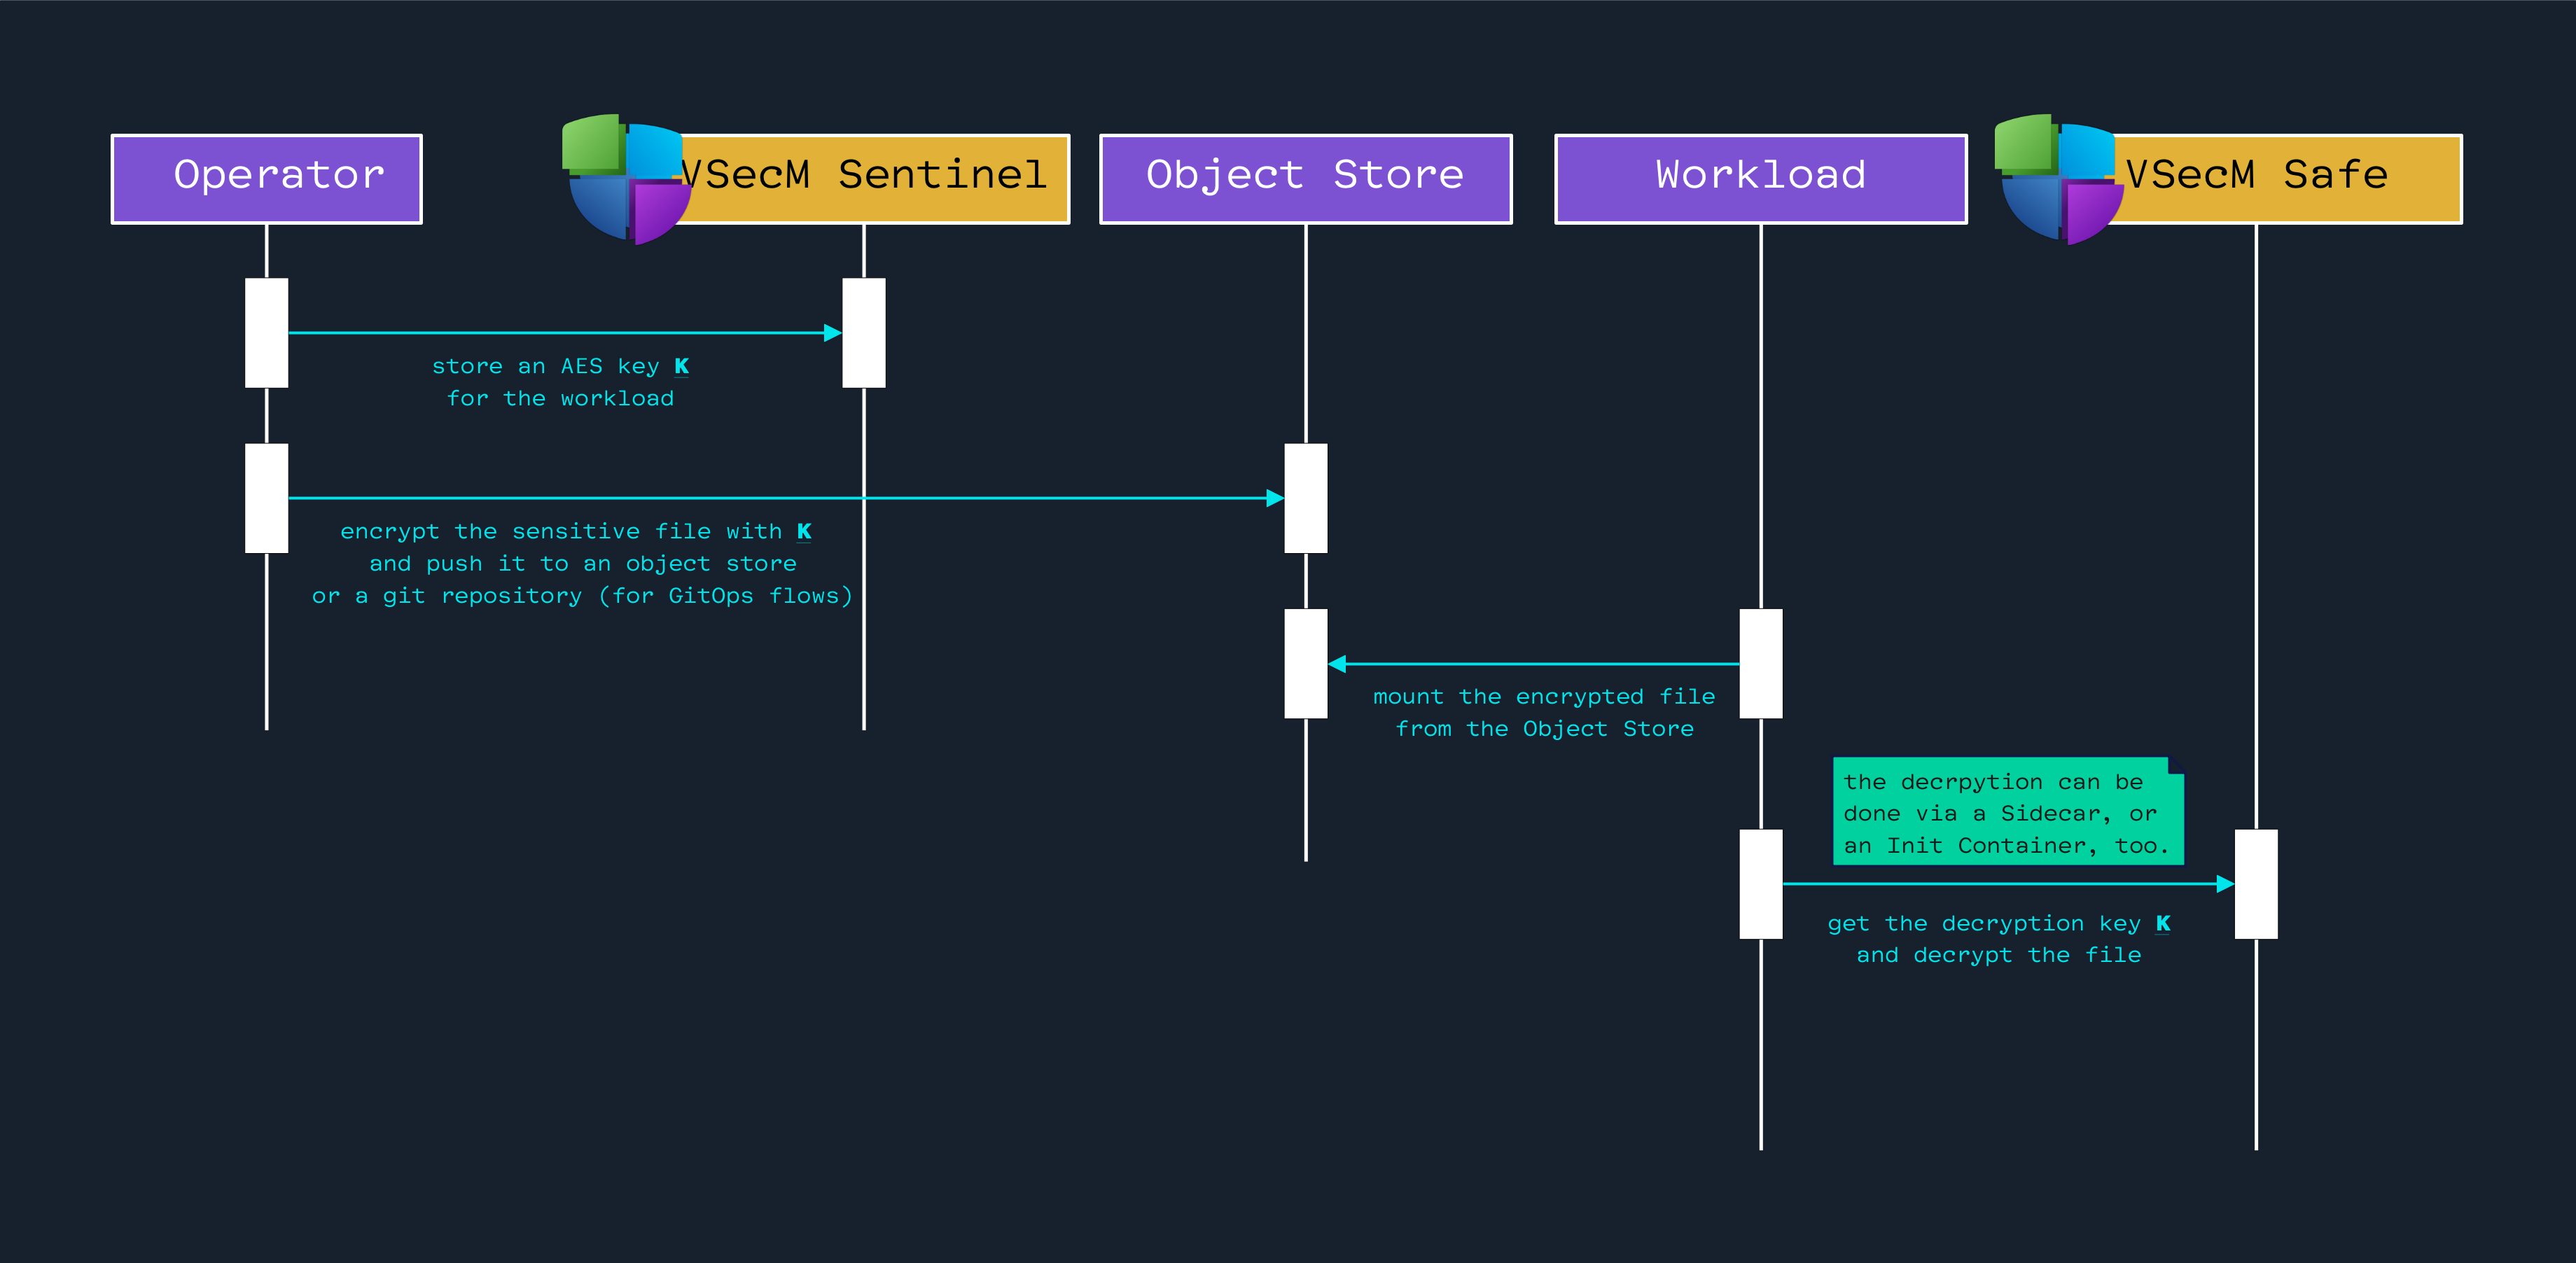 Operator
VSecM Sentinel
Object Store
Workload
VSecM Safe
store an AES key K
for the workload
encrypt the sensitive file with K
and push it to an object store
or a git repository (for GitOps flows)
mount the encrypted file
from the Object Store
the decrpytion can be
done via a Sidecar, or
an Init Container, too.
get the decryption key K
and decrypt the file